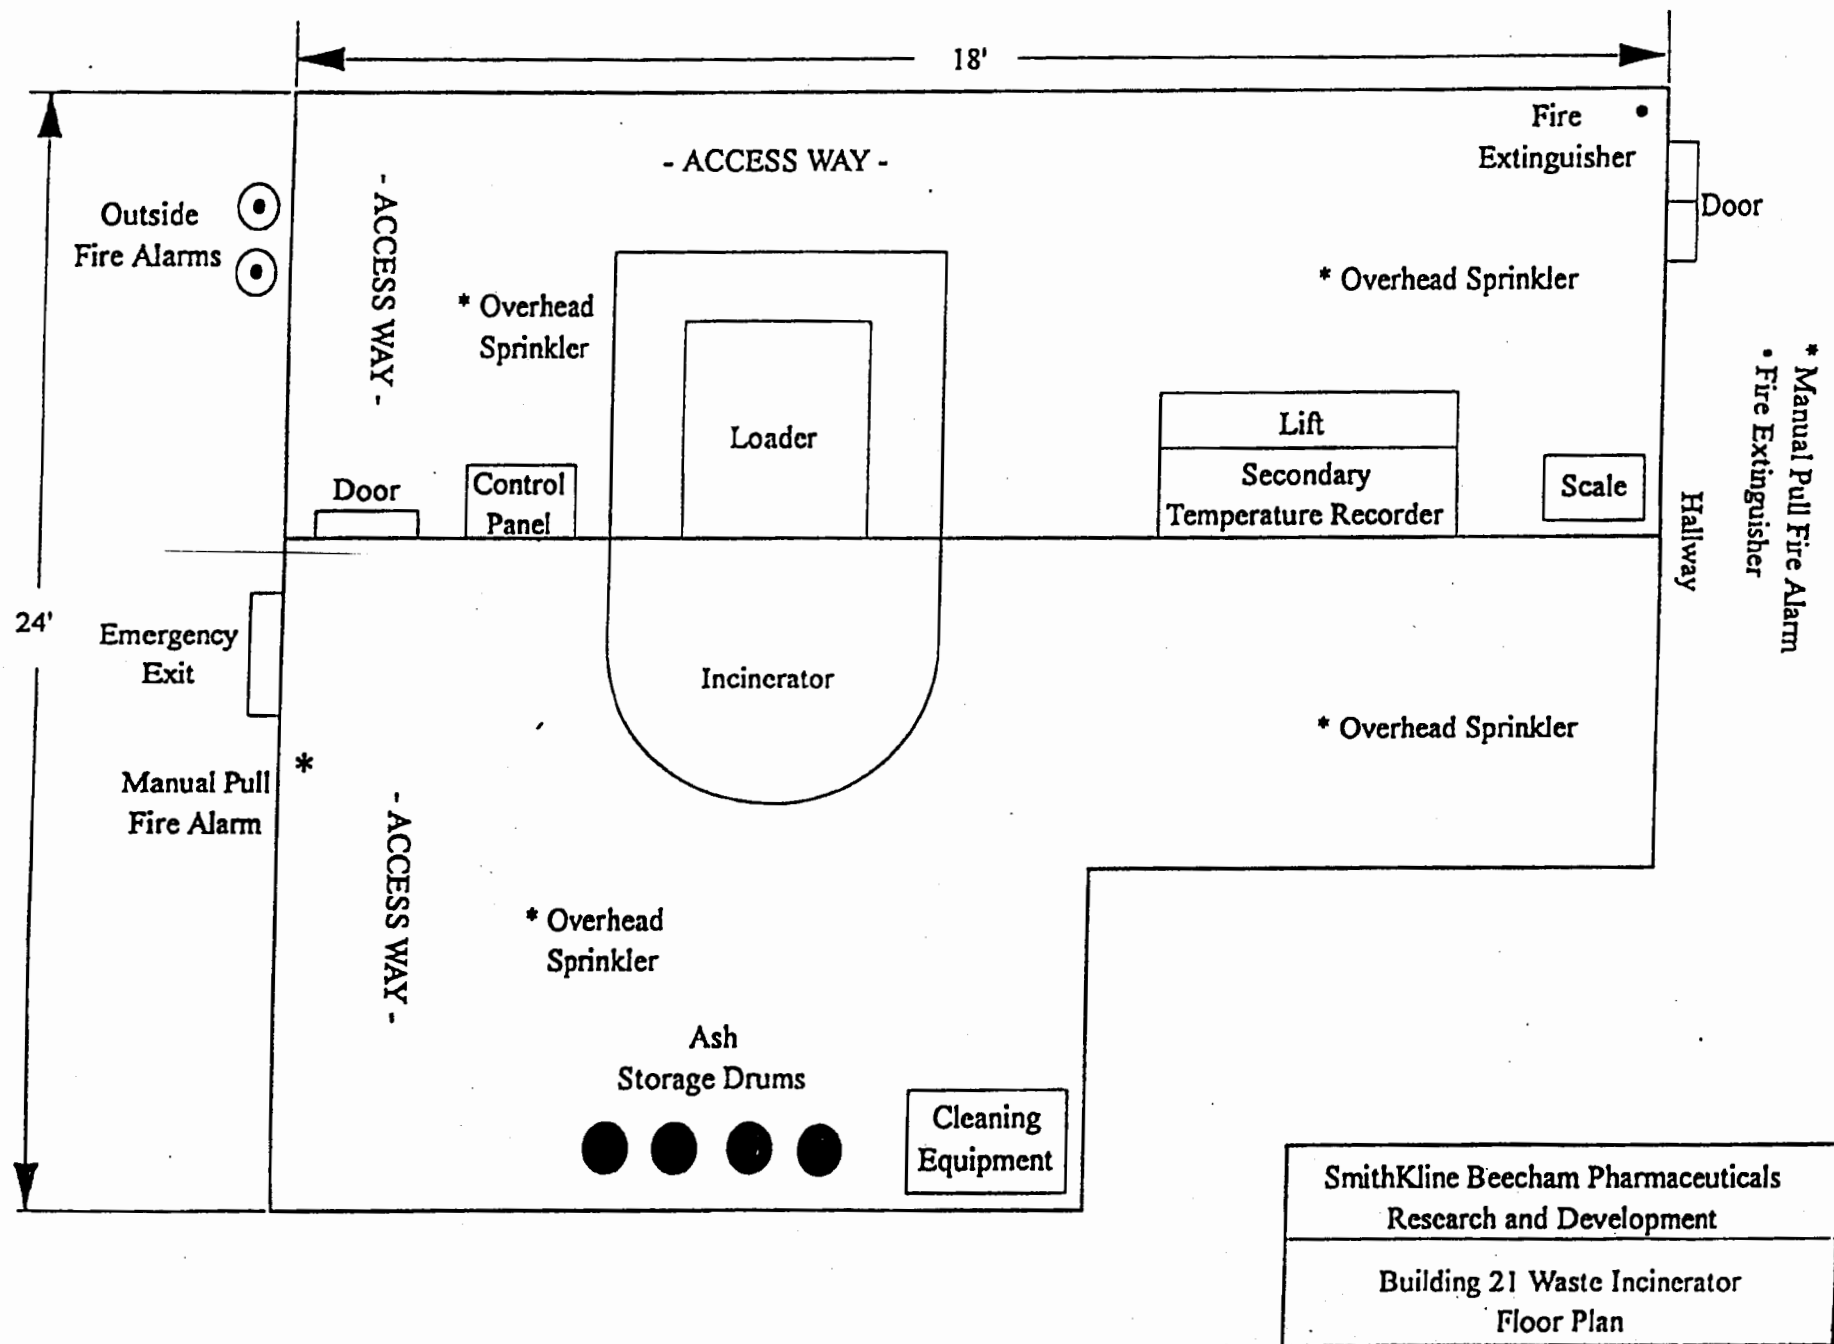 18'
Fire
Extinguisher
- ACCESS WAY -
- ACCESS WAY -
Outside
Fire Alarms
Door
* Overhead Sprinkler
* Overhead
Sprinkler
* Manual Pull Fire Alarm
• Fire Extinguisher
Loader
Lift
Secondary
Temperature Recorder
Scale
Door
Control
Panel
Hallway
24'
Emergency
Exit
Incinerator
* Overhead Sprinkler
*
Manual Pull
Fire Alarm
- ACCESS WAY -
* Overhead
Sprinkler
Ash
Storage Drums
Cleaning
Equipment
SmithKline Beecham Pharmaceuticals
Research and Development
Building 21 Waste Incinerator
Floor Plan